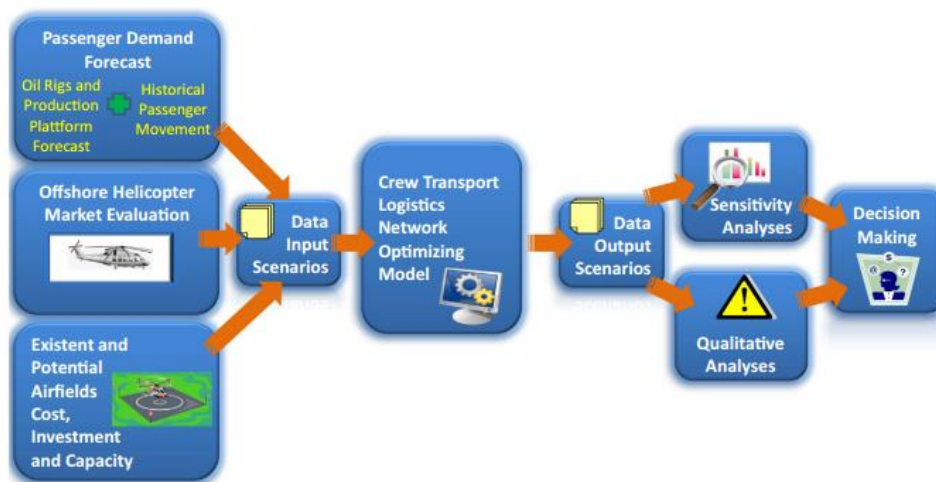 Passenger Demand
Forecast
Oil Rigs and
Production
Plattform
Forecast
Historical
Passenger
Movement
Offshore Helicopter
Market Evaluation
Existent and
Potential
Airfields
Cost,
Investment
and Capacity
Data
Input
Scenarios
Crew Transport
Logistics
Network
Optimizing
Model
Data
Output
Scenarios
Sensitivity
Analyses
Qualitative
Analyses
Decision
Making
S
@
?